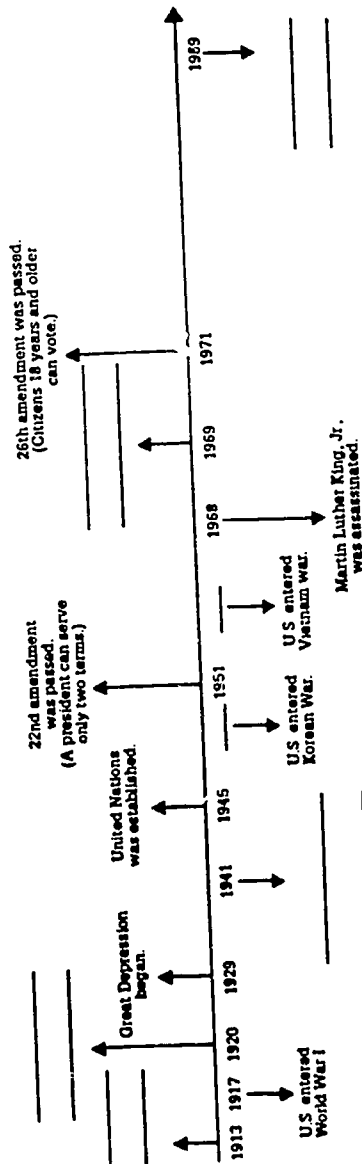 1913
1917
U.S entered
World War I
1920
1929
Great Depression
began.
1941
1945
United Nations
was established.
U.S entered
Korean War.
1951
22nd amendment
was passed.
(A president can serve
only two terms.)
U.S entered
Vietnam war.
1968
Martin Luther King, Jr.,
was assassinated.
1969
1971
26th amendment was passed.
(Citizens 18 years and older
can vote.)
1989